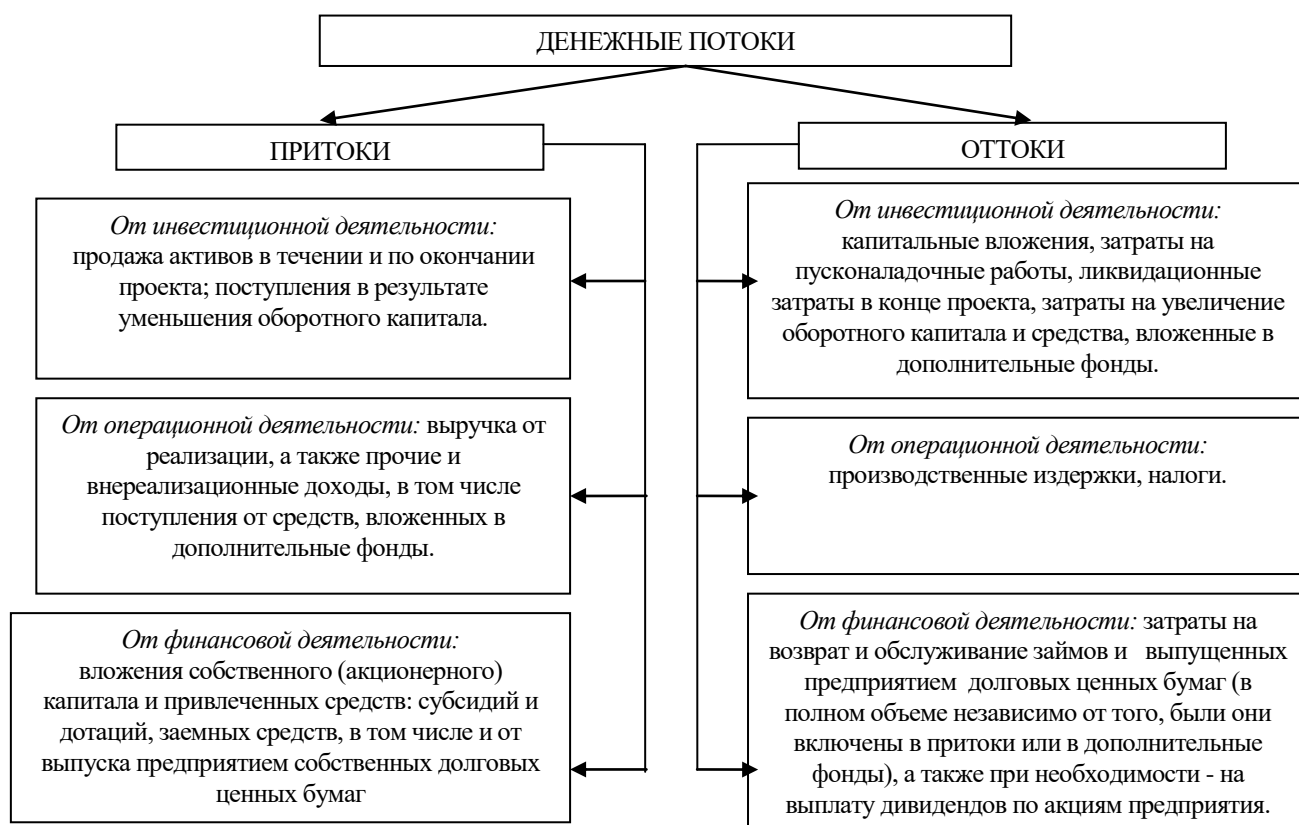 ДЕНЕЖНЫЕ ПОТОКИ
ПРИТОКИ
ОТТОКИ
От инвестиционной деятельности:
продажа активов в течении и по окончании
проекта; поступления в результате
уменьшения оборотного капитала.
От инвестиционной деятельности:
капитальные вложения, затраты на
пусконаладочные работы, ликвидационные
затраты в конце проекта, затраты на увеличение
оборотного капитала и средства, вложенные в
дополнительные фонды.
От операционной деятельности: выручка от
реализации, а также прочие и
внереализационные доходы, в том числе
поступления от средств, вложенных в
дополнительные фонды.
От операционной деятельности:
производственные издержки, налоги.
От финансовой деятельности:
вложения собственного (акционерного)
капитала и привлеченных средств: субсидий и
дотаций, заемных средств, в том числе и от
выпуска предприятием собственных долговых
ценных бумаг
От финансовой деятельности: затраты на
возврат и обслуживание займов и выпущенных
предприятием долговых ценных бумаг (в
полном объеме независимо от того, были они
включены в притоки или в дополнительные
фонды), а также при необходимости - на
выплату дивидендов по акциям предприятия.